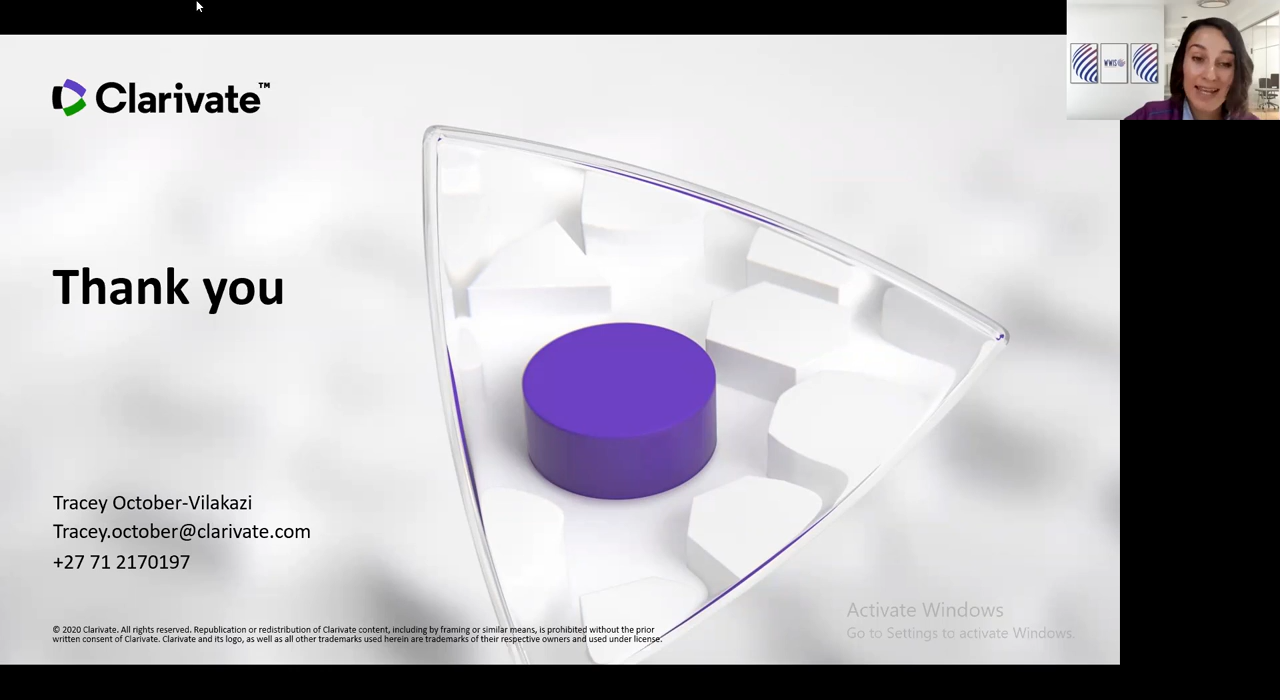 Clarivate™
WWIS
Thank you
Tracey October-Vilakazi
Tracey.october@clarivate.com
+27 71 2170197
© 2020 Clarivate. All rights reserved. Republication or redistribution of Clarivate content, including by framing or similar means, is prohibited without the prior
written consent of Clarivate. Clarivate and its logo, as well as all other trademarks used herein are trademarks of their respective owners and used under license.
Activate Windows
Go to Settings to activate Windows.